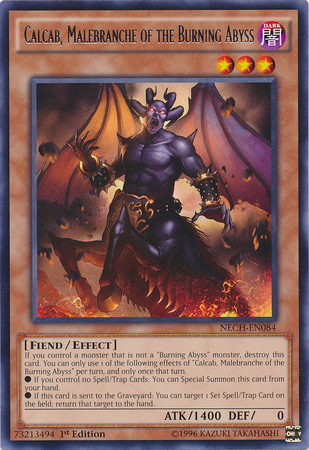 Calcab, Malebranche of the Burning Abyss
DARK
闇
NECH-EN084
[Fiend / Effect]
If you control a monster that is not a "Burning Abyss" monster, destroy this
card. You can only use 1 of the following effects of "Calcab, Malebranche of the
Burning Abyss" per turn, and only once that turn.
● If you control no Spell/Trap Cards: You can Special Summon this card from
your hand.
● If this card is sent to the Graveyard: You can target 1 Set Spell/Trap Card on
the field; return that target to the hand.
ATK/1400 DEF/ 0
73213494 1st Edition ©1996 KAZUKI TAKAHASHI